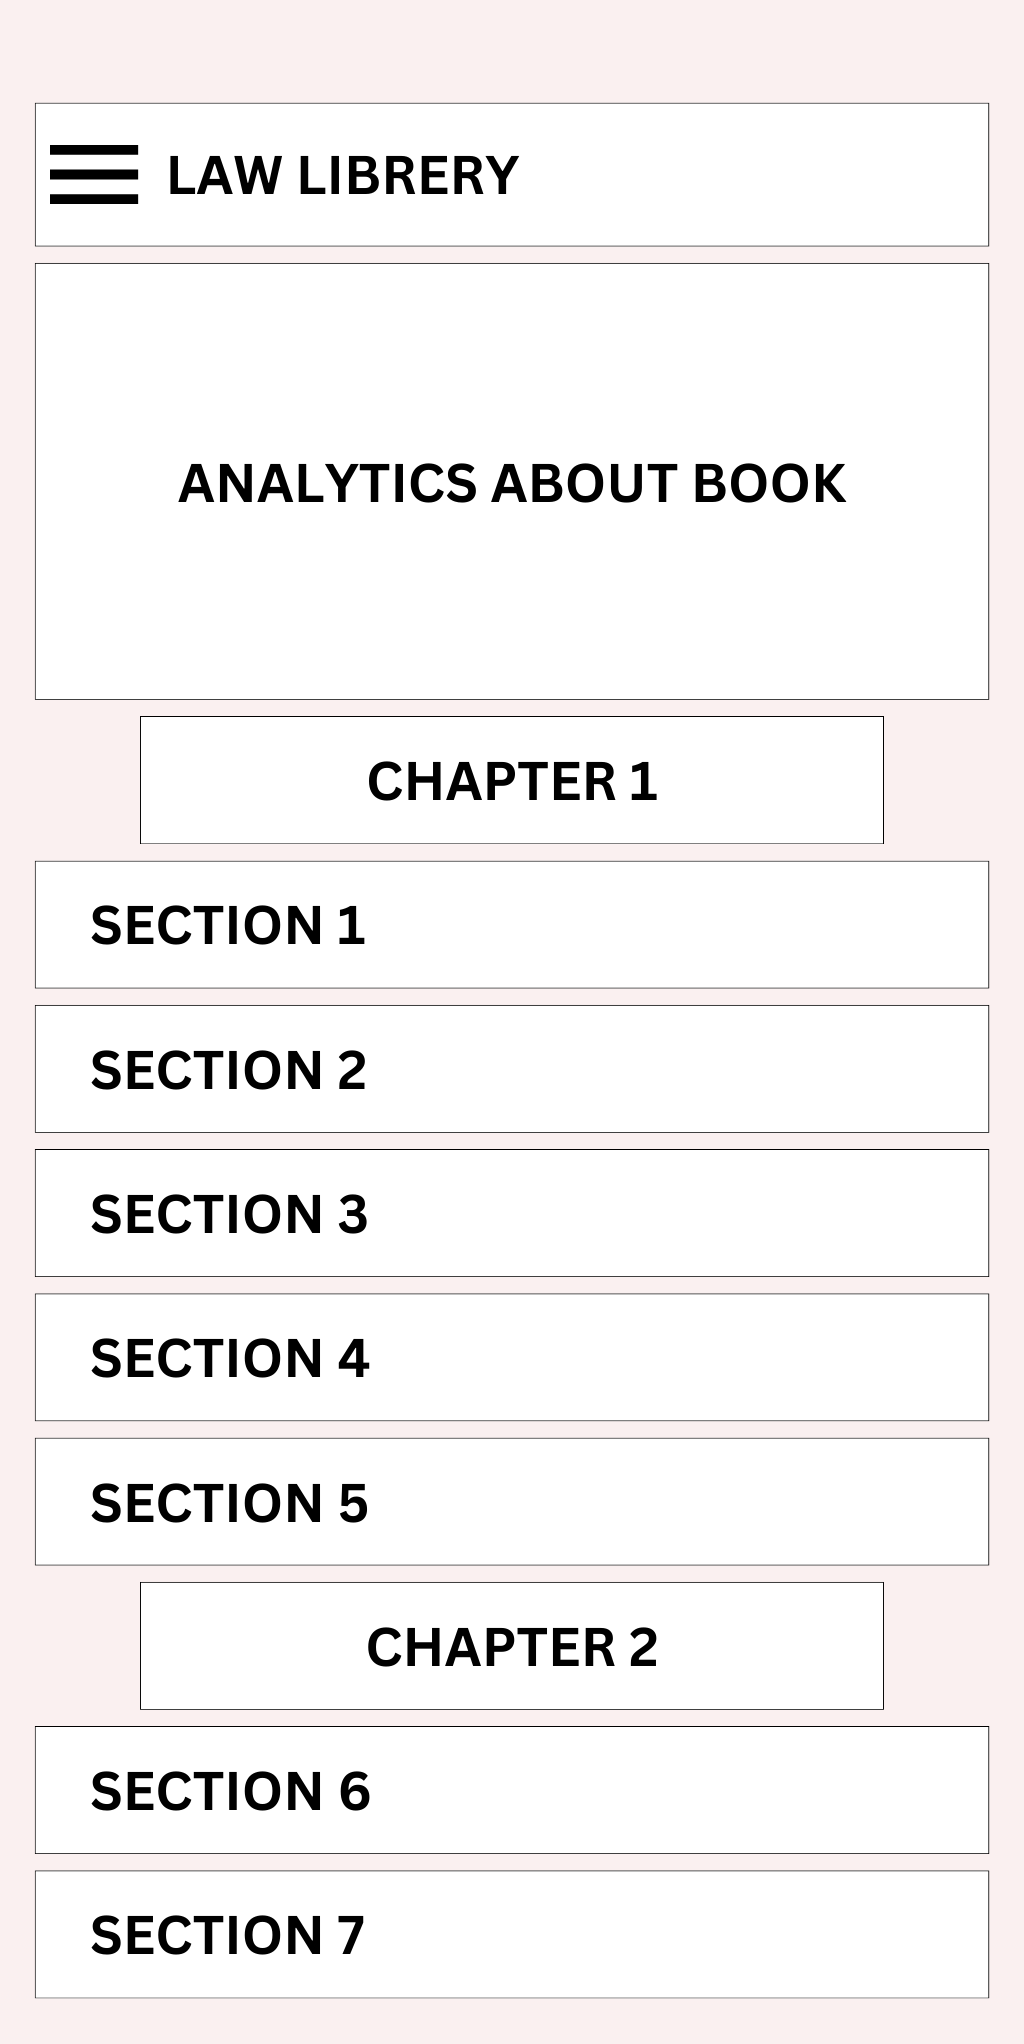 LAW LIBRERY
ANALYTICS ABOUT BOOK
CHAPTER 1
SECTION 1
SECTION 2
SECTION 3
SECTION 4
SECTION 5
CHAPTER 2
SECTION 6
SECTION 7